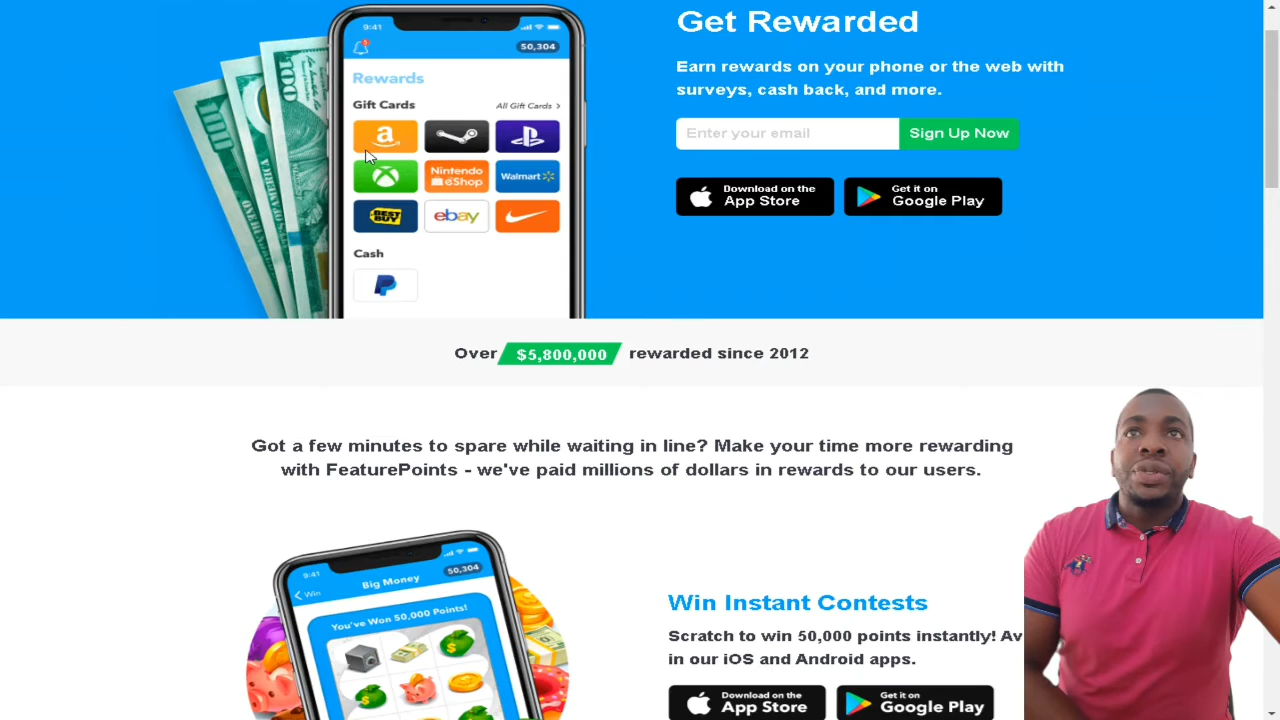 Get Rewarded
Earn rewards on your phone or the web with
surveys, cash back, and more.
Enter your email
Sign Up Now
Download on the
App Store
Get it on
Google Play
9:41
50,304
Rewards
Gift Cards
All Gift Cards >
a
Nintendo
eShop
Walmart
BEST BUY
ebay
Cash
P
100
100
Over $5,800,000 rewarded since 2012
Got a few minutes to spare while waiting in line? Make your time more rewarding
with FeaturePoints - we've paid millions of dollars in rewards to our users.
9:41
Big Money
50,304
< Win
You've Won 50,000 Points!
Win Instant Contests
Scratch to win 50,000 points instantly! Av
in our iOS and Android apps.
Download on the
App Store
Get it on
Google Play